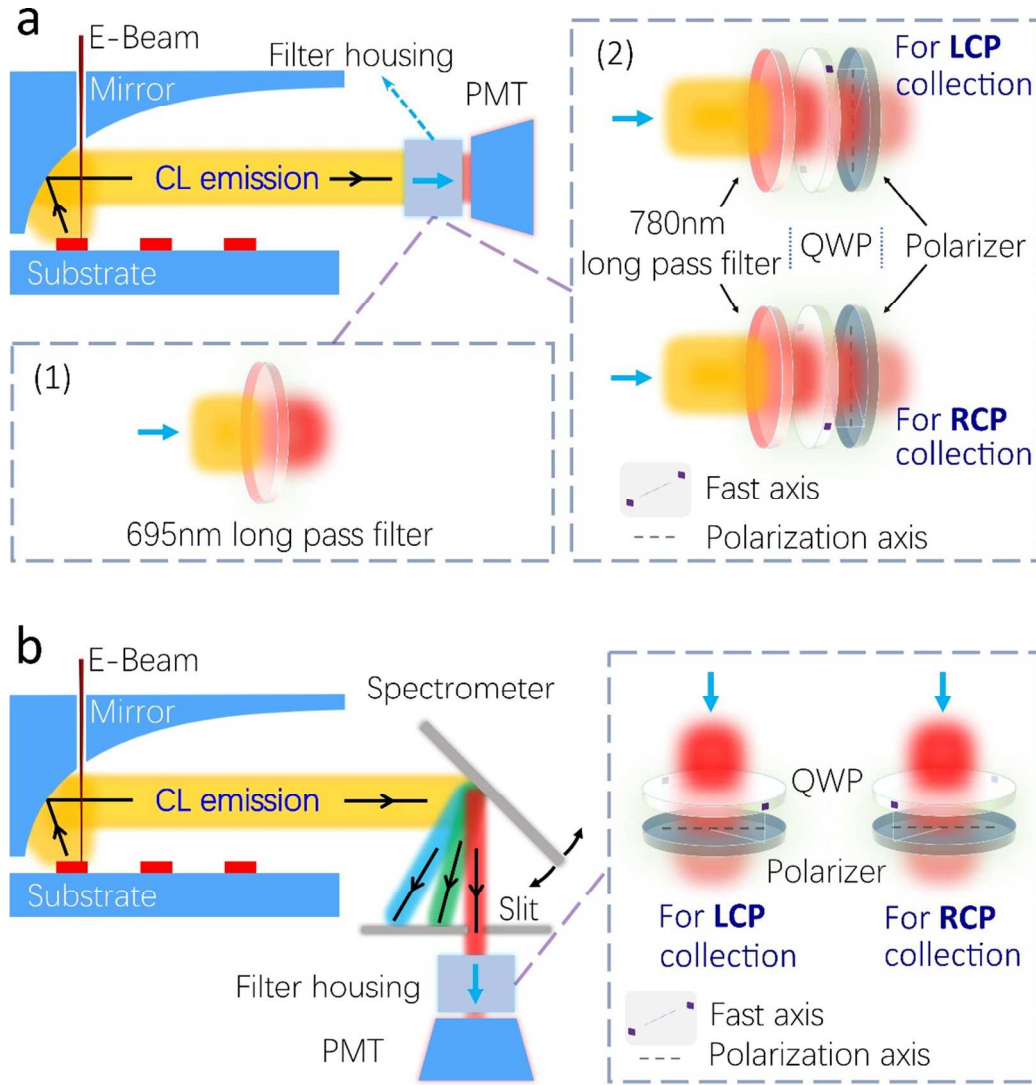 a
E-Beam
Mirror
Filter housing
PMT
CL emission
Substrate
(1)
695nm long pass filter
(2)
For LCP
collection
780nm
long pass filter
QWP
Polarizer
For RCP
collection
Fast axis
Polarization axis
b
E-Beam
Mirror
Spectrometer
CL emission
Substrate
Slit
Filter housing
PMT
QWP
Polarizer
For LCP
collection
For RCP
collection
Fast axis
Polarization axis